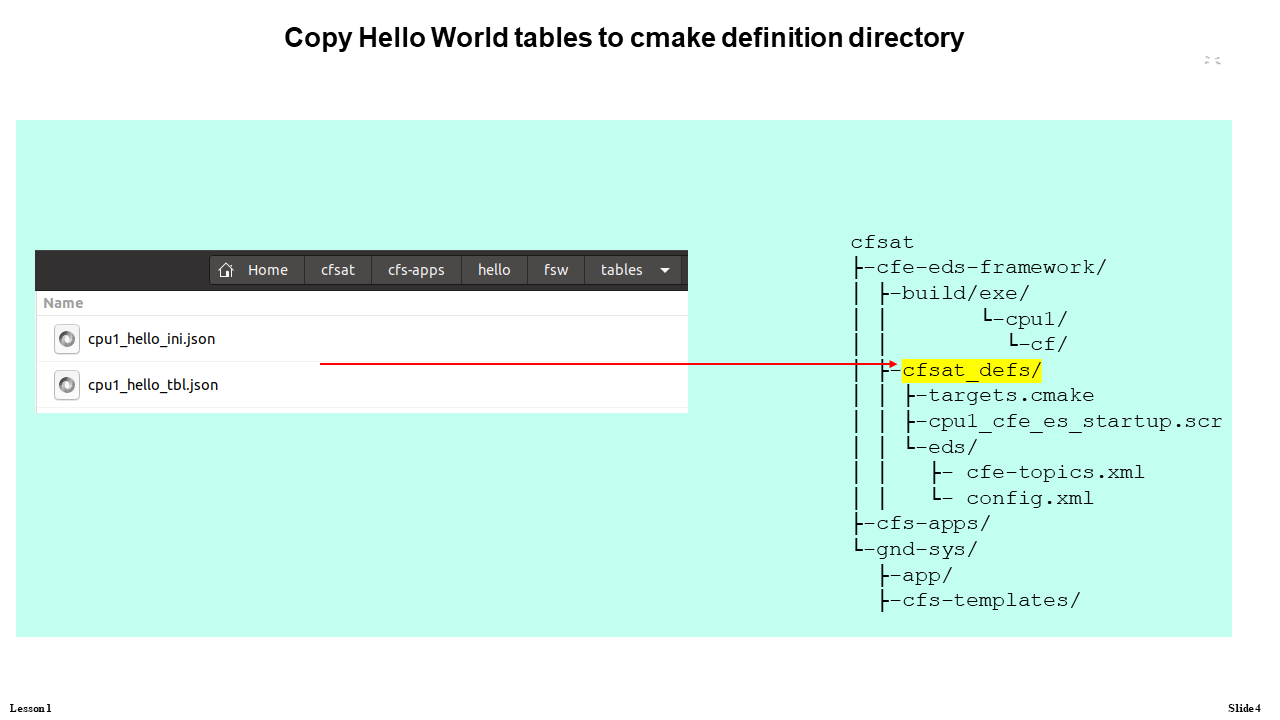 Copy Hello World tables to cmake definition directory
Home cfsat cfs-apps hello fsw tables
Name
cpu1_hello_ini.json
cpu1_hello_tbl.json
cfsat
├-cfe-eds-framework/
│ ├-build/exe/
│ │       └-cpu1/
│ │         └-cf/
│ ├-cfsat_defs/
│ │ ├-targets.cmake
│ │ ├-cpu1_cfe_es_startup.scr
│ │ └-eds/
│ │   ├- cfe-topics.xml
│ │   └- config.xml
├-cfs-apps/
└-gnd-sys/
  ├-app/
  ├-cfs-templates/
Lesson 1
Slide 4